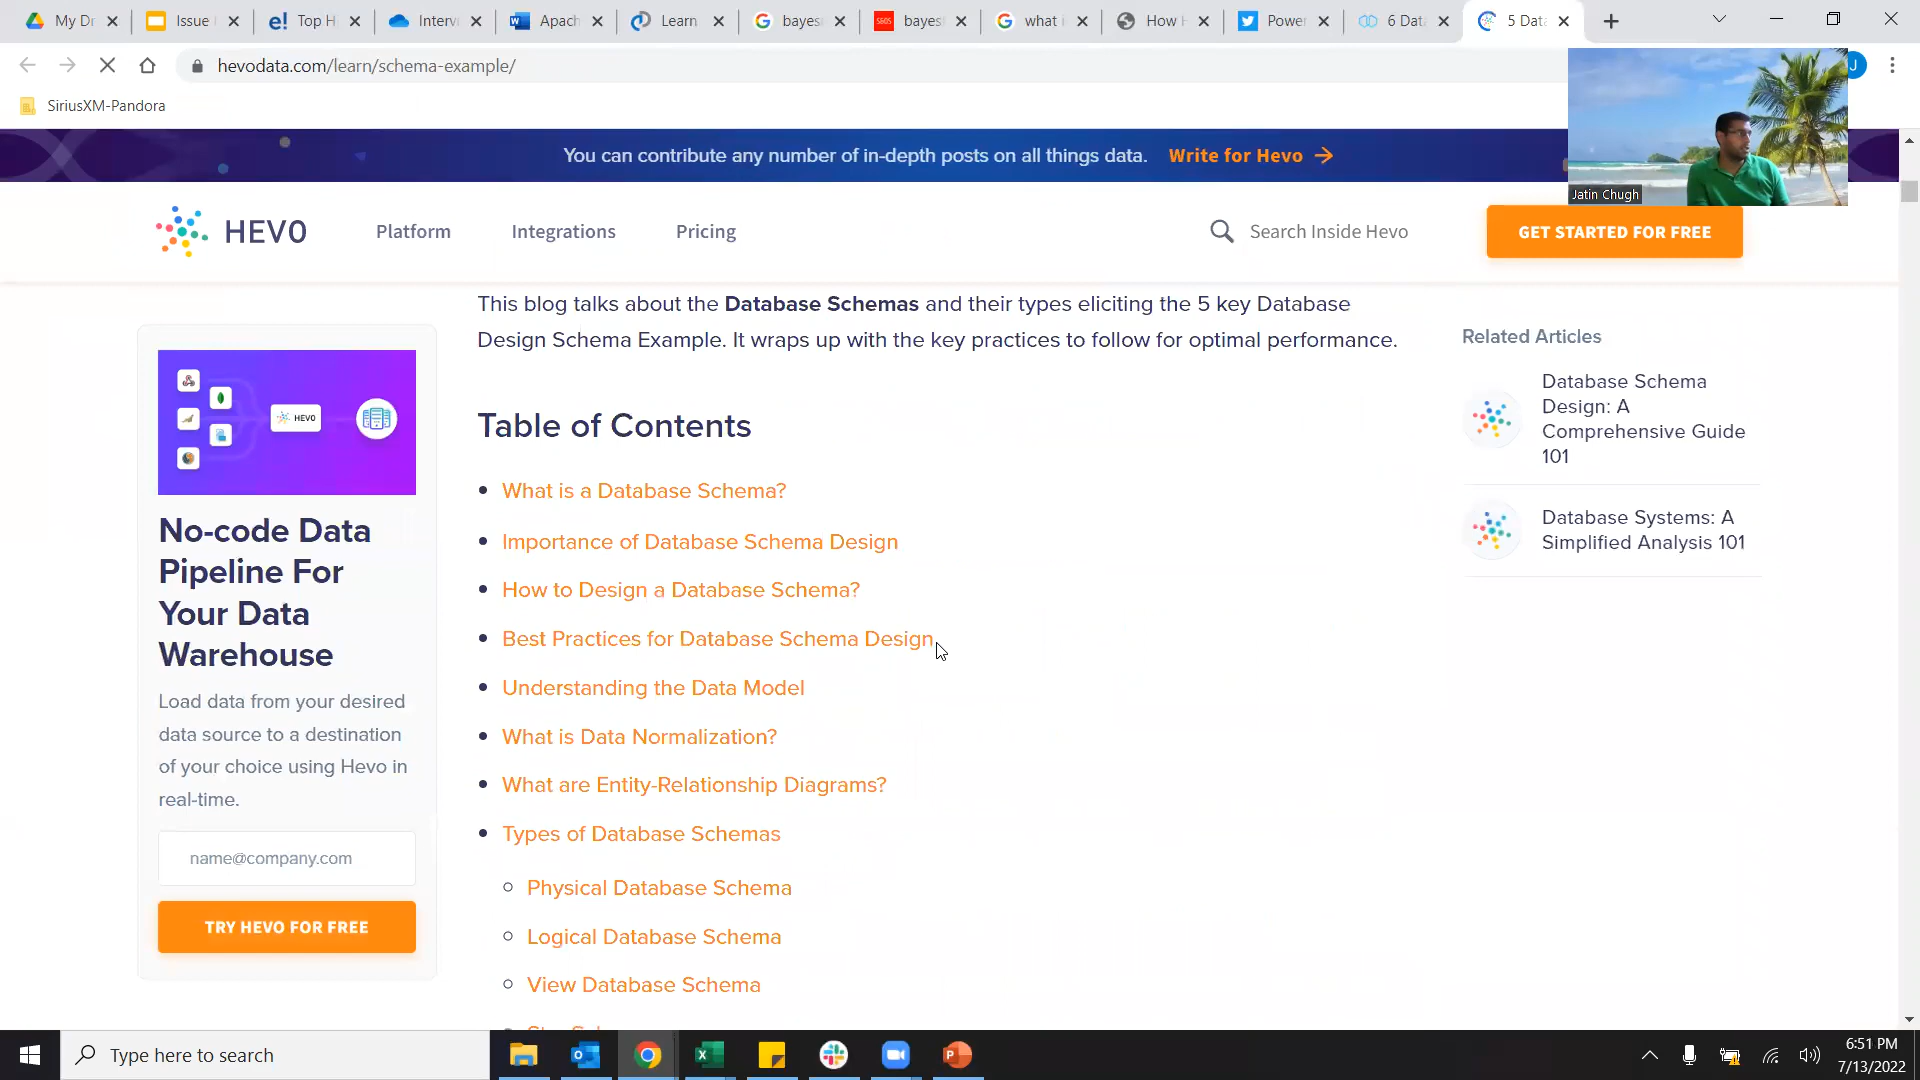 My Dr
Issue
Top H
Interv
Apach
Learn
bayes
bayes
what i
How H
Power
6 Data
5 Data
hevodata.com/learn/schema-example/
J
SiriusXM-Pandora
You can contribute any number of in-depth posts on all things data. Write for Hevo →
Jatin Chugh
HEVO
Platform
Integrations
Pricing
Search Inside Hevo
GET STARTED FOR FREE
This blog talks about the Database Schemas and their types eliciting the 5 key Database
Design Schema Example. It wraps up with the key practices to follow for optimal performance.
Table of Contents
• What is a Database Schema?
• Importance of Database Schema Design
• How to Design a Database Schema?
• Best Practices for Database Schema Design
• Understanding the Data Model
• What is Data Normalization?
• What are Entity-Relationship Diagrams?
• Types of Database Schemas
○ Physical Database Schema
○ Logical Database Schema
○ View Database Schema
HEVO
No-code Data
Pipeline For
Your Data
Warehouse
Load data from your desired
data source to a destination
of your choice using Hevo in
real-time.
name@company.com
TRY HEVO FOR FREE
Related Articles
Database Schema
Design: A
Comprehensive Guide
101
Database Systems: A
Simplified Analysis 101
Type here to search
6:51 PM
7/13/2022